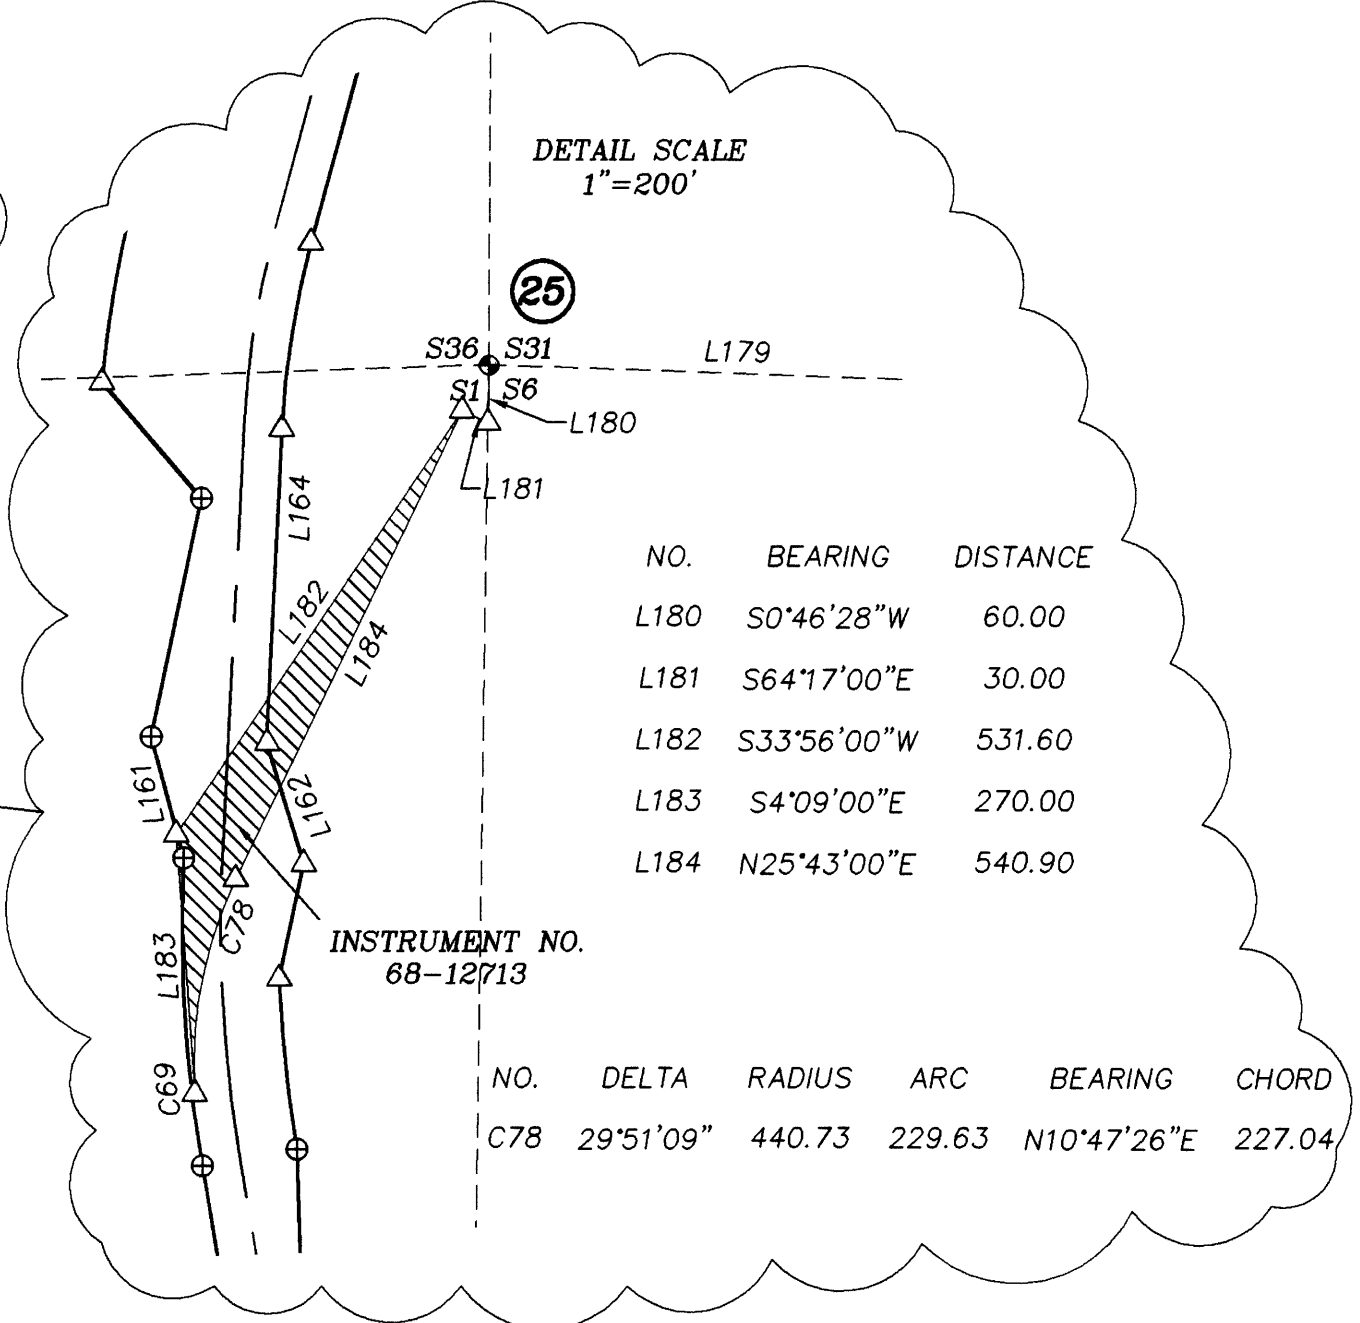 DETAIL SCALE
1"=200'
25
S36 S31
L179
S1 S6
L180
L181
L164
L182
L184
NO. BEARING DISTANCE
L180 S0°46'28"W 60.00
L181 S64°17'00"E 30.00
L182 S33°56'00"W 531.60
L183 S4°09'00"E 270.00
L184 N25°43'00"E 540.90
L161
L162
C78
L183
INSTRUMENT NO.
68-12713
C69
NO. DELTA RADIUS ARC BEARING CHORD
C78 29°51'09" 440.73 229.63 N10°47'26"E 227.04